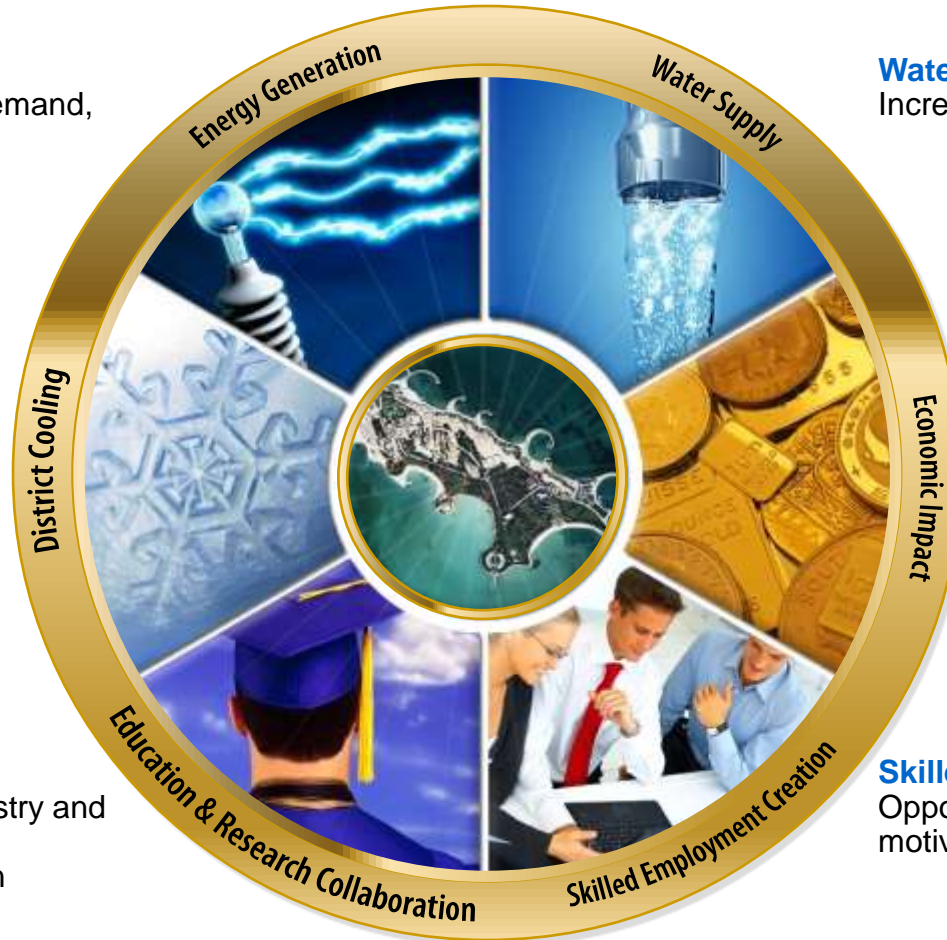 Energy Generation
Water Supply
emand,
Wate
Incre
District Cooling
Economic Impact
Education & Research Collaboration
Skilled Employment Creation
stry and
n
Skille
Oppo
motiv